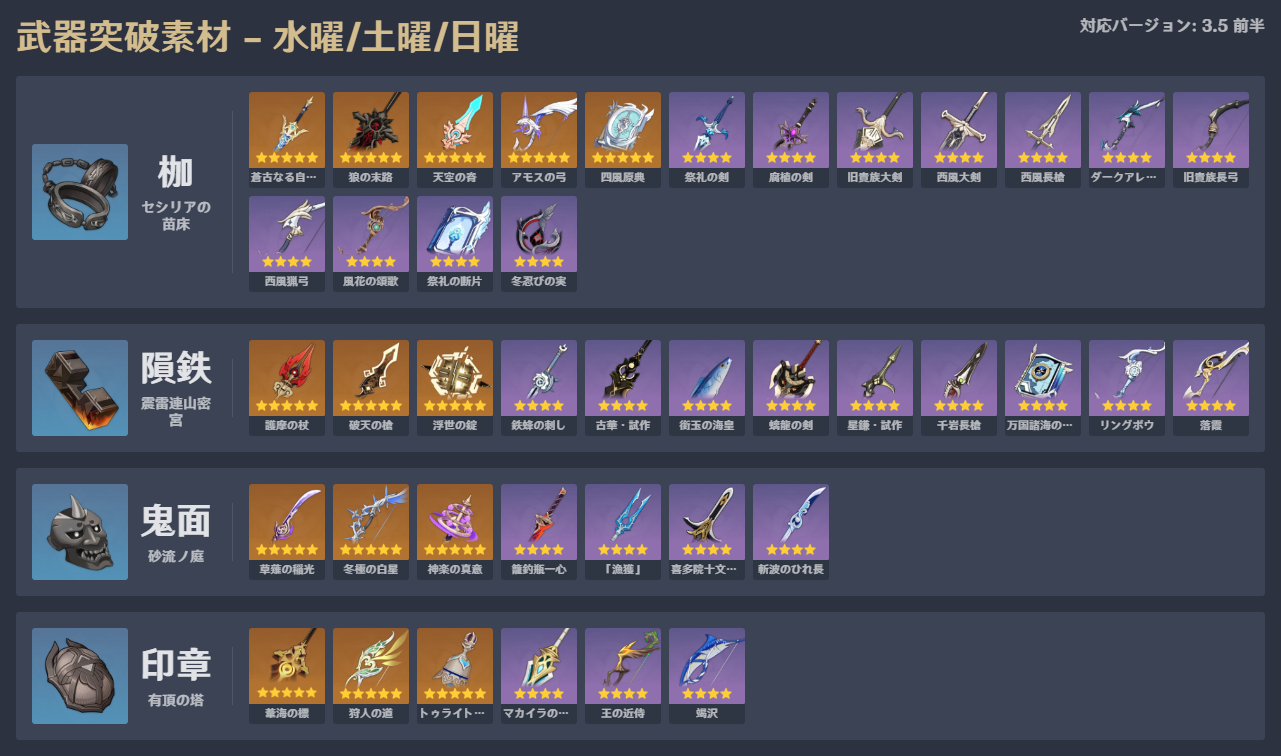 武器突破素材 – 水曜/土曜/日曜
対応バージョン: 3.5 前半
枷
セシリアの
苗床
蒼古なる自…
狼の末路
天空の脊
アモスの弓
四風原典
祭礼の剣
腐植の剣
旧貴族大剣
西風大剣
西風長槍
ダークアレ…
旧貴族長弓
西風猟弓
風花の頌歌
祭礼の断片
冬忍びの実
隕鉄
震雷連山密
宮
護摩の杖
破天の槍
浮世の錠
鉄蜂の刺し
古華・試作
銜玉の海皇
螭龍の剣
星鎌・試作
千岩長槍
万国諸海の…
リングボウ
落霞
鬼面
砂流ノ庭
草薙の稲光
冬極の白星
神楽の真意
籠釣瓶一心
「漁獲」
喜多院十文…
斬波のひれ長
印章
有頂の塔
葦海の標
狩人の道
トゥライト…
マカイラの…
王の近侍
竭沢